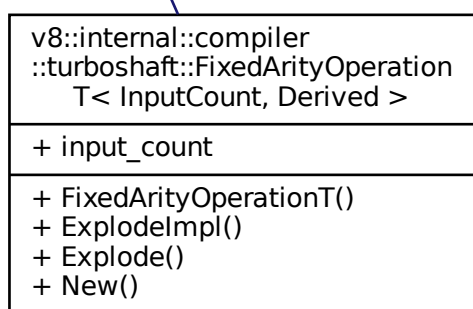 v8::internal::compiler
::turboshaft::FixedArityOperation
T< InputCount, Derived >
+ input_count
+ FixedArityOperationT()
+ ExplodeImpl()
+ Explode()
+ New()